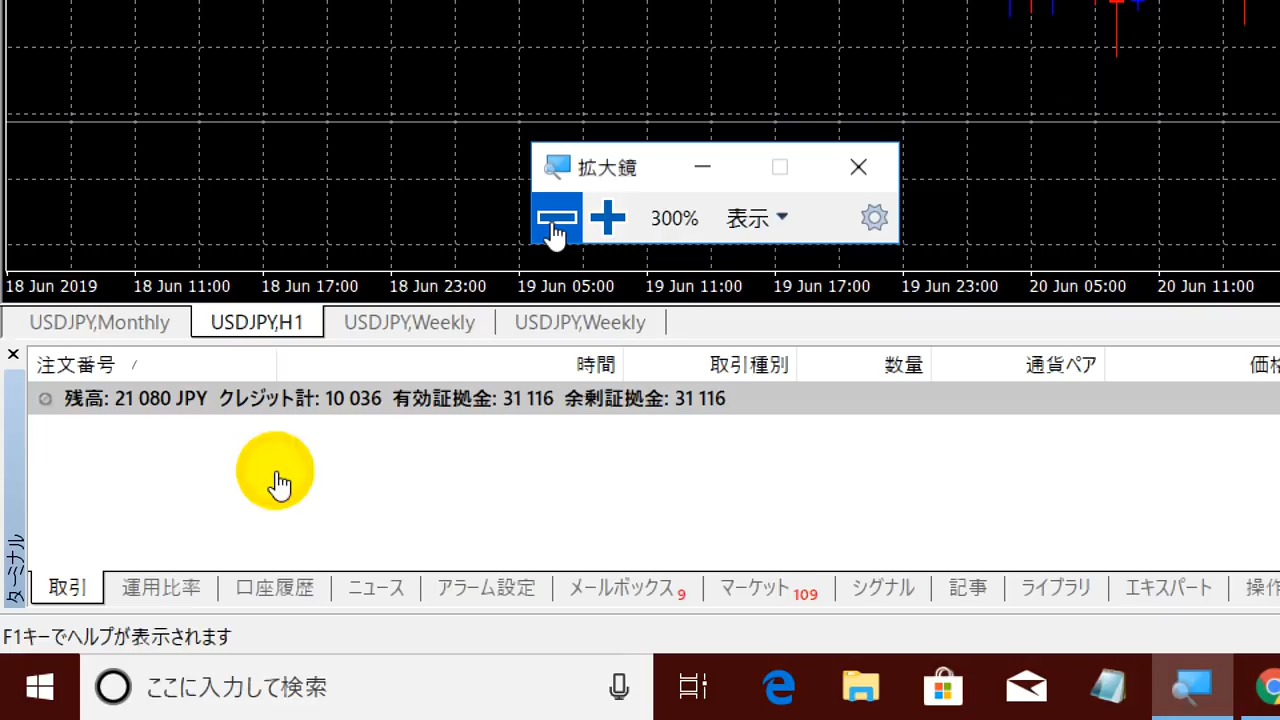 拡大鏡
300% 表示
18 Jun 2019 18 Jun 11:00 18 Jun 17:00 18 Jun 23:00 19 Jun 05:00 19 Jun 11:00 19 Jun 17:00 19 Jun 23:00 20 Jun 05:00 20 Jun 11:00
USDJPY,Monthly USDJPY,H1 USDJPY,Weekly USDJPY,Weekly
注文番号 / 時間 取引種別 数量 通貨ペア 価格
残高: 21 080 JPY クレジット計: 10 036 有効証拠金: 31 116 余剰証拠金: 31 116
ターミナル
取引 運用比率 口座履歴 ニュース アラーム設定 メールボックス 9 マーケット 109 シグナル 記事 ライブラリ エキスパート 操作
F1キーでヘルプが表示されます
ここに入力して検索